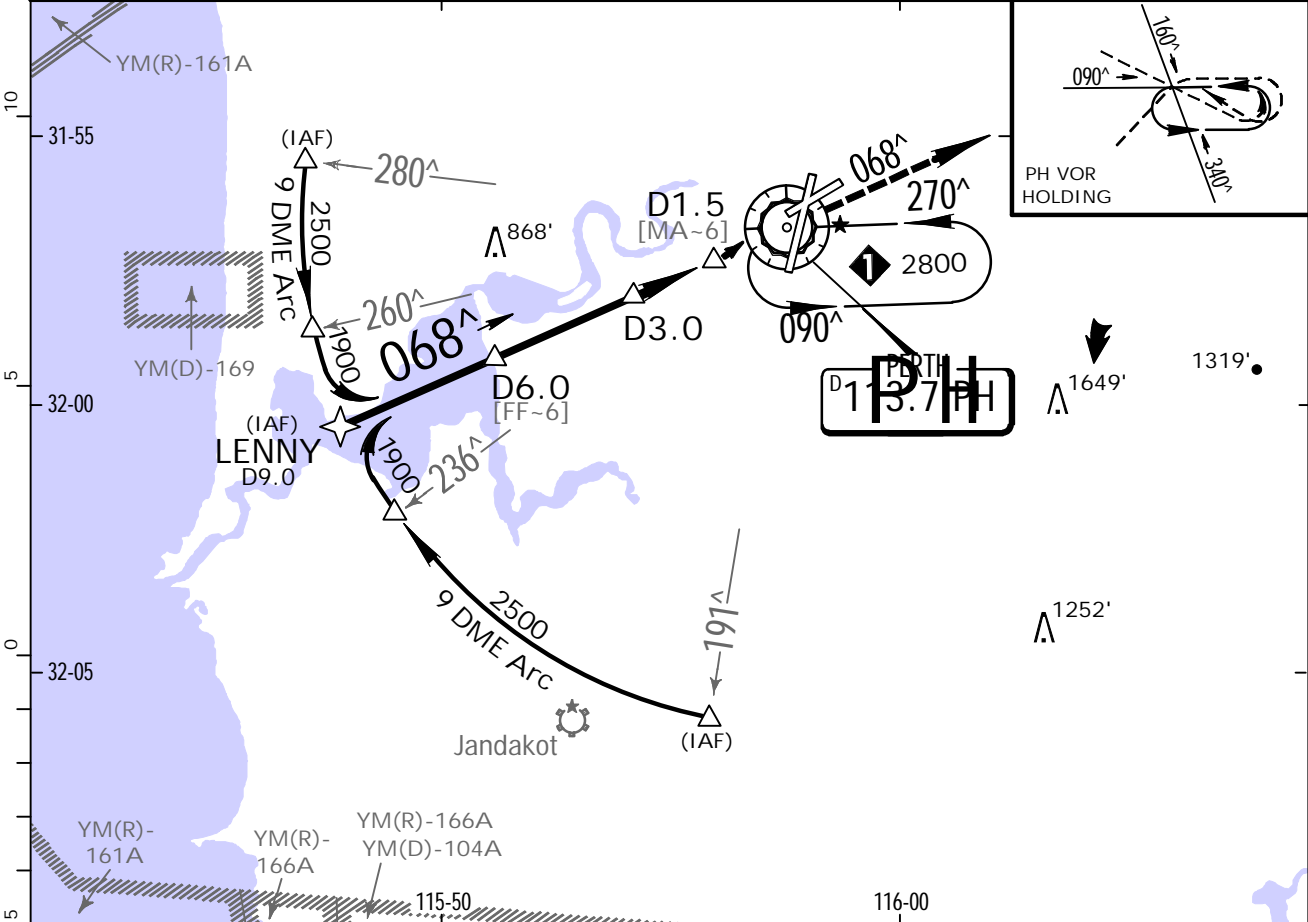 YM(R)-161A
10
31-55
(IAF)
280^
9 DME Arc
2500
868'
D1.5
[MA~6]
068^
270^
160^
090^
340^
PH VOR
HOLDING
1 2800
090^
260^
1900
068^
D3.0
YM(D)-169
5
32-00
D6.0
[FF~6]
PERTH
PH
D113.7 PH
1319'
1649'
(IAF)
LENNY
D9.0
1900
236^
2500
9 DME Arc
191^
1252'
0
32-05
Jandakot
(IAF)
YM(R)-
161A
YM(R)-
166A
YM(R)-166A
YM(D)-104A
5
115-50
116-00